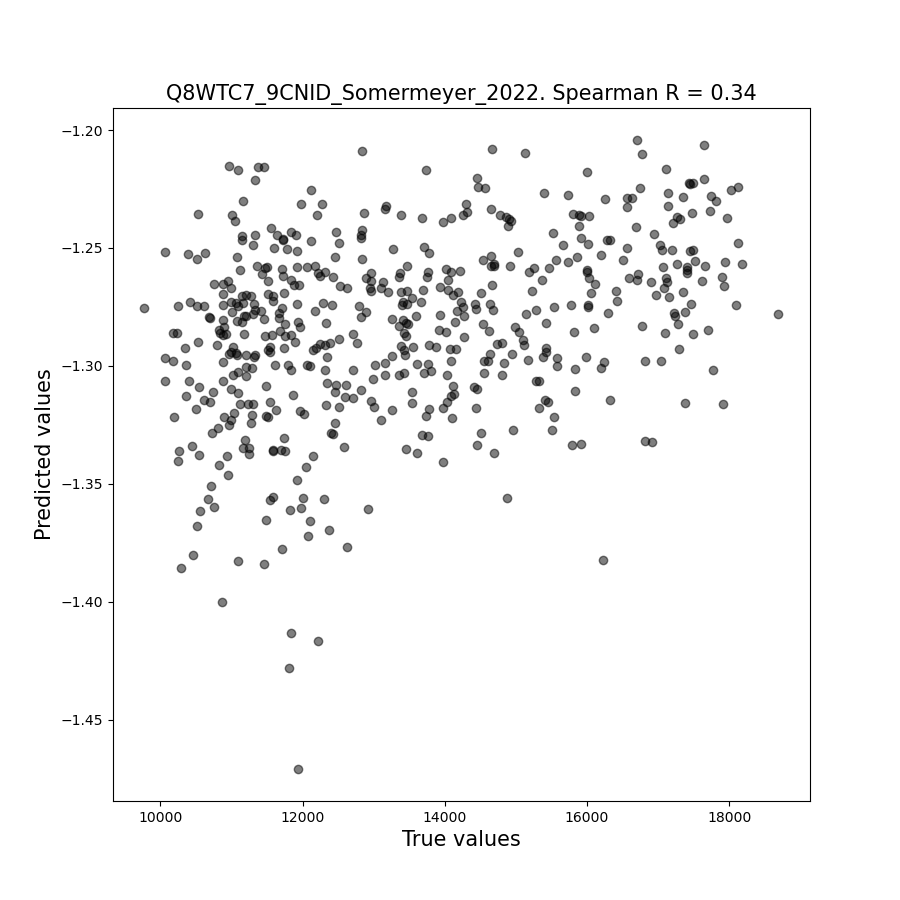 Q8WTC7_9CNID_Somermeyer_2022. Spearman R = 0.34
−1.20
−1.25
−1.30
−1.35
−1.40
−1.45
Predicted values
10000 12000 14000 16000 18000
True values